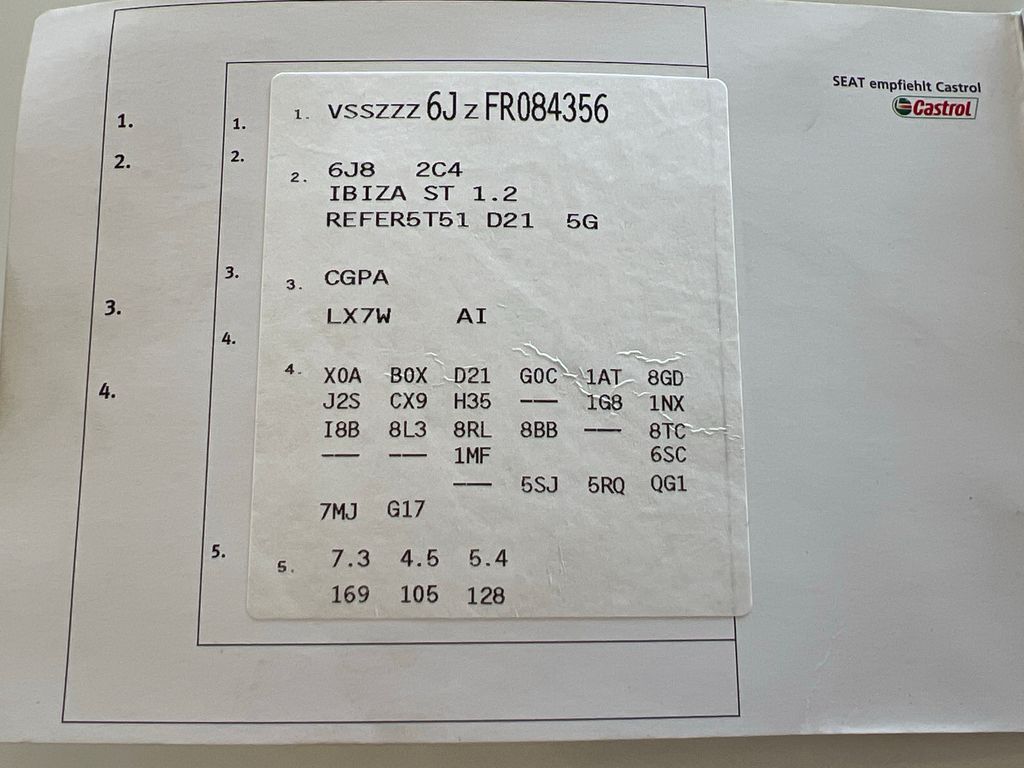 SEAT empfiehlt Castrol
Castrol
1.
2.
3.
4.
1.
2.
3.
4.
5.
1. VSSZZZ 6J Z FR084356
2. 6J8 2C4
IBIZA ST 1.2
REFER5T51 D21 5G
3. CGPA
LX7W AI
4. X0A B0X D21 G0C 1AT 8GD
J2S CX9 H35 —— 1G8 1NX
I8B 8L3 8RL 8BB —— 8TC
—— —— 1MF 6SC
—— 5SJ 5RQ QG1
7MJ G17
5. 7.3 4.5 5.4
169 105 128